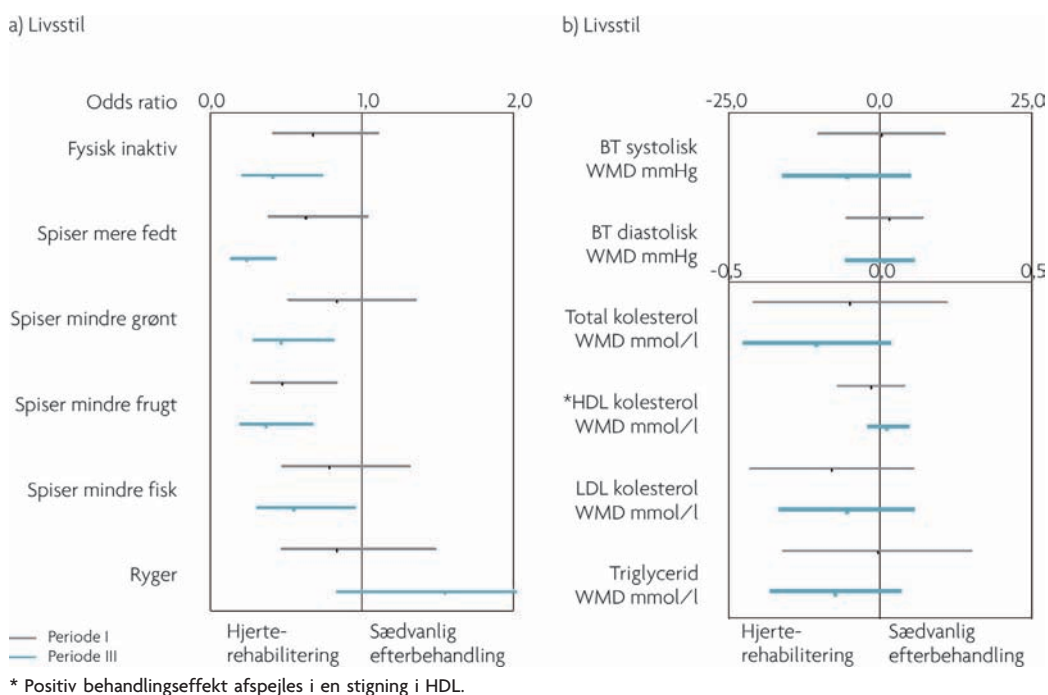 a) Livsstil
Odds ratio
0,0 1,0 2,0
Fysisk inaktiv
Spiser mere fedt
Spiser mindre grønt
Spiser mindre frugt
Spiser mindre fisk
Ryger
Periode I
Periode III
Hjerte-
rehabilitering
Sædvanlig
efterbehandling
b) Livsstil
-25,0 0,0 25,0
BT systolisk
WMD mmHg
BT diastolisk
WMD mmHg
-0,5 0,0 0,5
Total kolesterol
WMD mmol/l
*HDL kolesterol
WMD mmol/l
LDL kolesterol
WMD mmol/l
Triglycerid
WMD mmol/l
Hjerte-
rehabilitering
Sædvanlig
efterbehandling
* Positiv behandlingseffekt afspejles i en stigning i HDL.